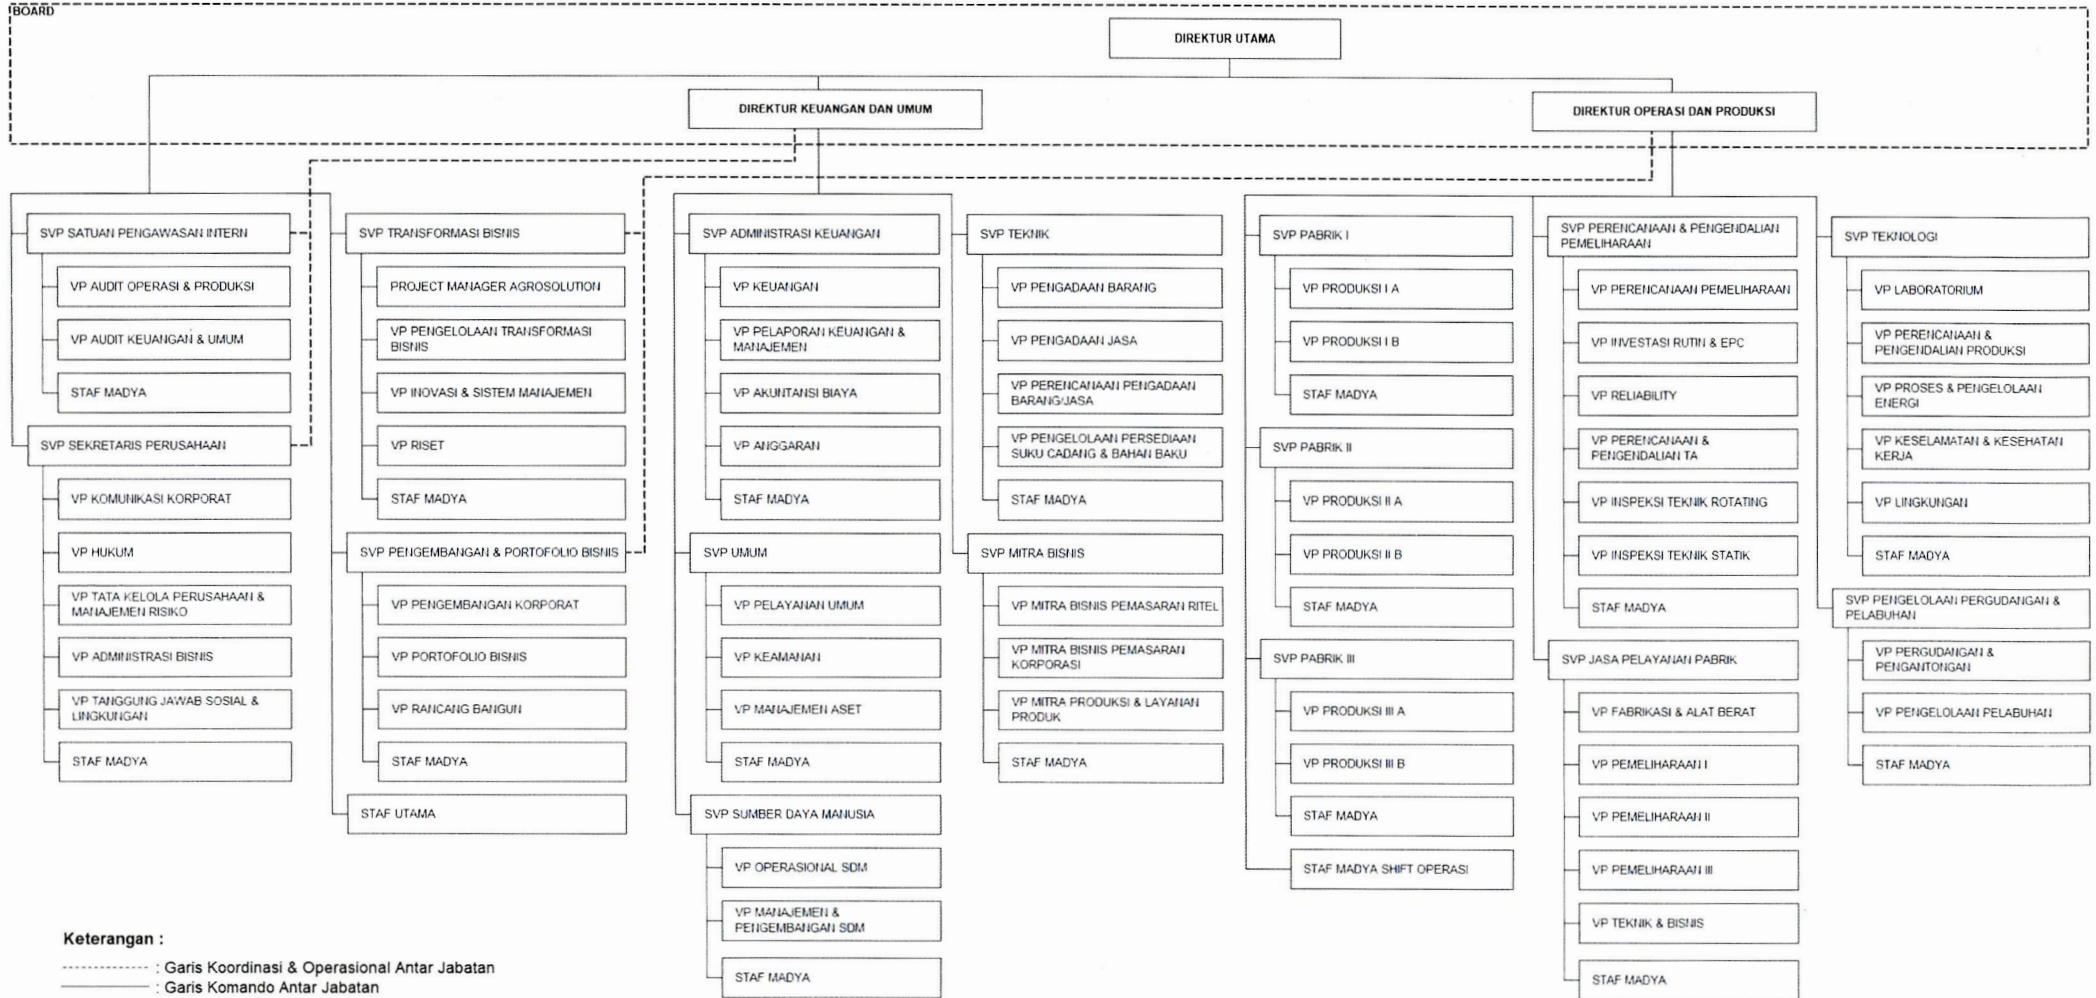 BOARD
DIREKTUR UTAMA
DIREKTUR KEUANGAN DAN UMUM
DIREKTUR OPERASI DAN PRODUKSI
SVP SATUAN PENGAWASAN INTERN
VP AUDIT OPERASI & PRODUKSI
VP AUDIT KEUANGAN & UMUM
STAF MADYA
SVP SEKRETARIS PERUSAHAAN
VP KOMUNIKASI KORPORAT
VP HUKUM
VP TATA KELOLA PERUSAHAAN &
MANAJEMEN RISIKO
VP ADMINISTRASI BISNIS
VP TANGGUNG JAWAB SOSIAL &
LINGKUNGAN
STAF MADYA
SVP TRANSFORMASI BISNIS
PROJECT MANAGER AGROSOLUTION
VP PENGELOLAAN TRANSFORMASI
BISNIS
VP INOVASI & SISTEM MANAJEMEN
VP RISET
STAF MADYA
SVP PENGEMBANGAN & PORTOFOLIO BISNIS
VP PENGEMBANGAN KORPORAT
VP PORTOFOLIO BISNIS
VP RANCANG BANGUN
STAF MADYA
STAF UTAMA
SVP ADMINISTRASI KEUANGAN
VP KEUANGAN
VP PELAPORAN KEUANGAN &
MANAJEMEN
VP AKUNTANSI BIAYA
VP ANGGARAN
STAF MADYA
SVP UMUM
VP PELAYANAN UMUM
VP KEAMANAN
VP MANAJEMEN ASET
STAF MADYA
SVP SUMBER DAYA MANUSIA
VP OPERASIONAL SDM
VP MANAJEMEN &
PENGEMBANGAN SDM
STAF MADYA
SVP TEKNIK
VP PENGADAAN BARANG
VP PENGADAAN JASA
VP PERENCANAAN PENGADAAN
BARANG/JASA
VP PENGELOLAAN PERSEDIAAN
SUKU CADANG & BAHAN BAKU
STAF MADYA
SVP MITRA BISNIS
VP MITRA BISNIS PEMASARAN RITEL
VP MITRA BISNIS PEMASARAN
KORPORASI
VP MITRA PRODUKSI & LAYANAN
PRODUK
STAF MADYA
SVP PABRIK I
VP PRODUKSI I A
VP PRODUKSI I B
STAF MADYA
SVP PABRIK II
VP PRODUKSI II A
VP PRODUKSI II B
STAF MADYA
SVP PABRIK III
VP PRODUKSI III A
VP PRODUKSI III B
STAF MADYA
STAF MADYA SHIFT OPERASI
SVP PERENCANAAN & PENGENDALIAN
PEMELIHARAAN
VP PERENCANAAN PEMELIHARAAN
VP INVESTASI RUTIN & EPC
VP RELIABILITY
VP PERENCANAAN &
PENGENDALIAN TA
VP INSPEKSI TEKNIK ROTATING
VP INSPEKSI TEKNIK STATIK
STAF MADYA
SVP JASA PELAYANAN PABRIK
VP FABRIKASI & ALAT BERAT
VP PEMELIHARAAN I
VP PEMELIHARAAN II
VP PEMELIHARAAN III
VP TEKNIK & BISNIS
STAF MADYA
SVP TEKNOLOGI
VP LABORATORIUM
VP PERENCANAAN &
PENGENDALIAN PRODUKSI
VP PROSES & PENGELOLAAN
ENERGI
VP KESELAMATAN & KESEHATAN
KERJA
VP LINGKUNGAN
STAF MADYA
SVP PENGELOLAAN PERGUDANGAN &
PELABUHAN
VP PERGUDANGAN &
PENGANTONGAN
VP PENGELOLAAN PELABUHAN
STAF MADYA
Keterangan :
: Garis Koordinasi & Operasional Antar Jabatan
: Garis Komando Antar Jabatan